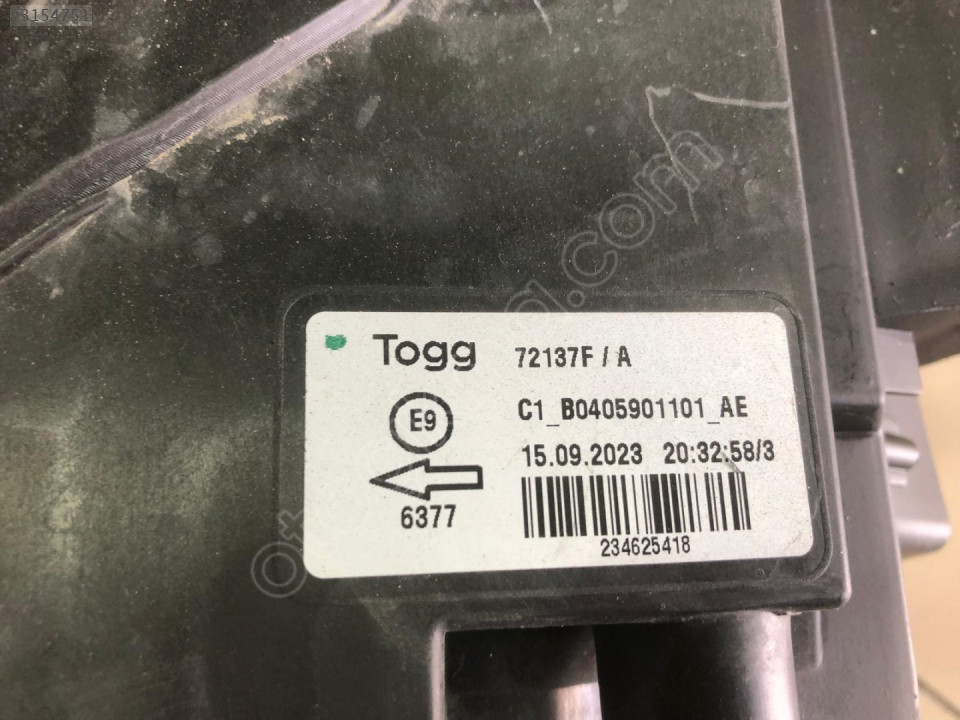 Togg 72137F / A
E9
C1_B0405901101_AE
15.09.2023 20:32:58/3
6377
234625418